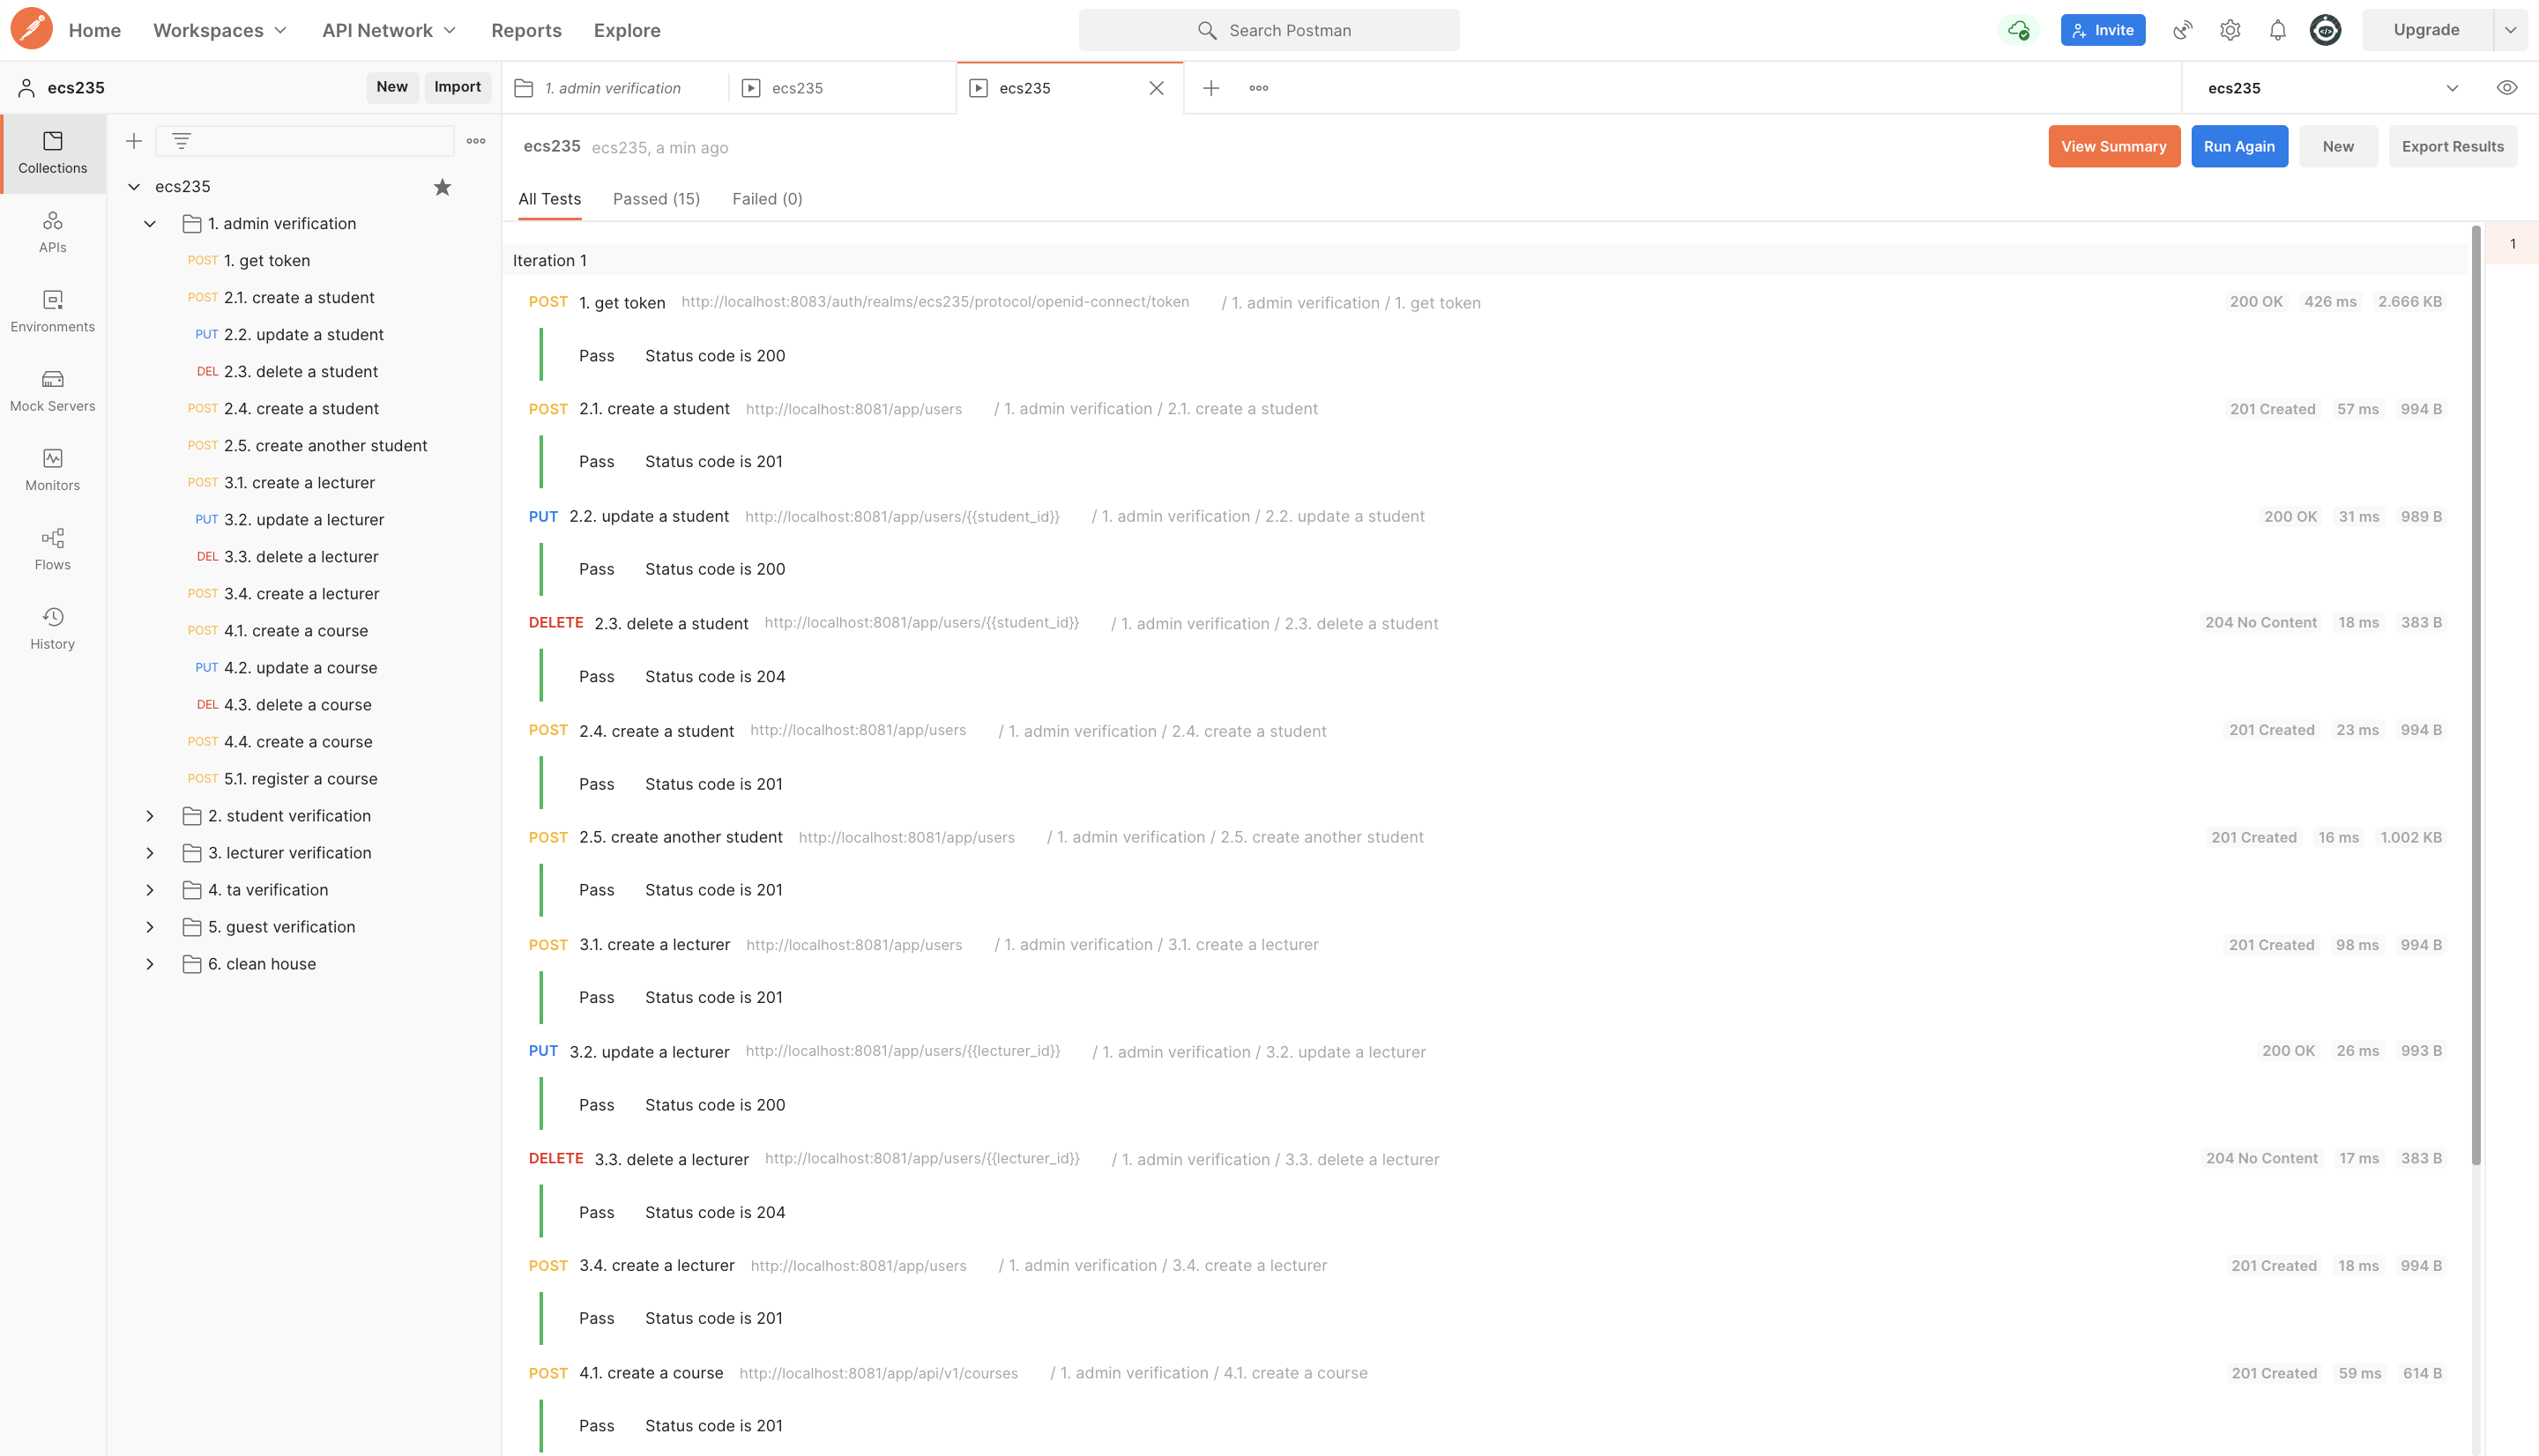 Home Workspaces API Network Reports Explore Search Postman Invite Upgrade
ecs235 New Import 1. admin verification ecs235 ecs235 ecs235
Collections
APIs
Environments
Mock Servers
Monitors
Flows
History
ecs235
1. admin verification
POST 1. get token
POST 2.1. create a student
PUT 2.2. update a student
DEL 2.3. delete a student
POST 2.4. create a student
POST 2.5. create another student
POST 3.1. create a lecturer
PUT 3.2. update a lecturer
DEL 3.3. delete a lecturer
POST 3.4. create a lecturer
POST 4.1. create a course
PUT 4.2. update a course
DEL 4.3. delete a course
POST 4.4. create a course
POST 5.1. register a course
2. student verification
3. lecturer verification
4. ta verification
5. guest verification
6. clean house
ecs235 ecs235, a min ago View Summary Run Again New Export Results
All Tests Passed (15) Failed (0)
Iteration 1
1
POST 1. get token http://localhost:8083/auth/realms/ecs235/protocol/openid-connect/token / 1. admin verification / 1. get token 200 OK 426 ms 2.666 KB
Pass Status code is 200
POST 2.1. create a student http://localhost:8081/app/users / 1. admin verification / 2.1. create a student 201 Created 57 ms 994 B
Pass Status code is 201
PUT 2.2. update a student http://localhost:8081/app/users/{{student_id}} / 1. admin verification / 2.2. update a student 200 OK 31 ms 989 B
Pass Status code is 200
DELETE 2.3. delete a student http://localhost:8081/app/users/{{student_id}} / 1. admin verification / 2.3. delete a student 204 No Content 18 ms 383 B
Pass Status code is 204
POST 2.4. create a student http://localhost:8081/app/users / 1. admin verification / 2.4. create a student 201 Created 23 ms 994 B
Pass Status code is 201
POST 2.5. create another student http://localhost:8081/app/users / 1. admin verification / 2.5. create another student 201 Created 16 ms 1.002 KB
Pass Status code is 201
POST 3.1. create a lecturer http://localhost:8081/app/users / 1. admin verification / 3.1. create a lecturer 201 Created 98 ms 994 B
Pass Status code is 201
PUT 3.2. update a lecturer http://localhost:8081/app/users/{{lecturer_id}} / 1. admin verification / 3.2. update a lecturer 200 OK 26 ms 993 B
Pass Status code is 200
DELETE 3.3. delete a lecturer http://localhost:8081/app/users/{{lecturer_id}} / 1. admin verification / 3.3. delete a lecturer 204 No Content 17 ms 383 B
Pass Status code is 204
POST 3.4. create a lecturer http://localhost:8081/app/users / 1. admin verification / 3.4. create a lecturer 201 Created 18 ms 994 B
Pass Status code is 201
POST 4.1. create a course http://localhost:8081/app/api/v1/courses / 1. admin verification / 4.1. create a course 201 Created 59 ms 614 B
Pass Status code is 201